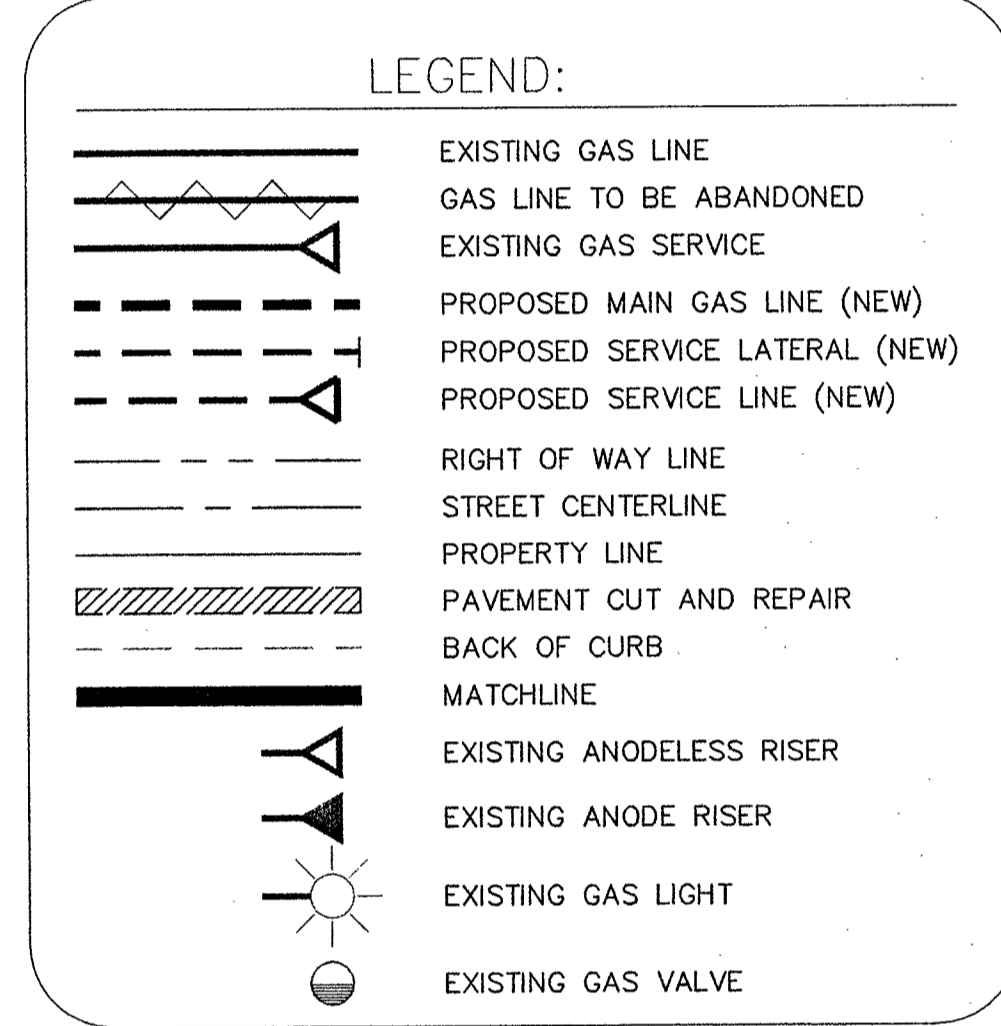 LEGEND:
EXISTING GAS LINE
GAS LINE TO BE ABANDONED
EXISTING GAS SERVICE
PROPOSED MAIN GAS LINE (NEW)
PROPOSED SERVICE LATERAL (NEW)
PROPOSED SERVICE LINE (NEW)
RIGHT OF WAY LINE
STREET CENTERLINE
PROPERTY LINE
PAVEMENT CUT AND REPAIR
BACK OF CURB
MATCHLINE
EXISTING ANODELESS RISER
EXISTING ANODE RISER
EXISTING GAS LIGHT
EXISTING GAS VALVE